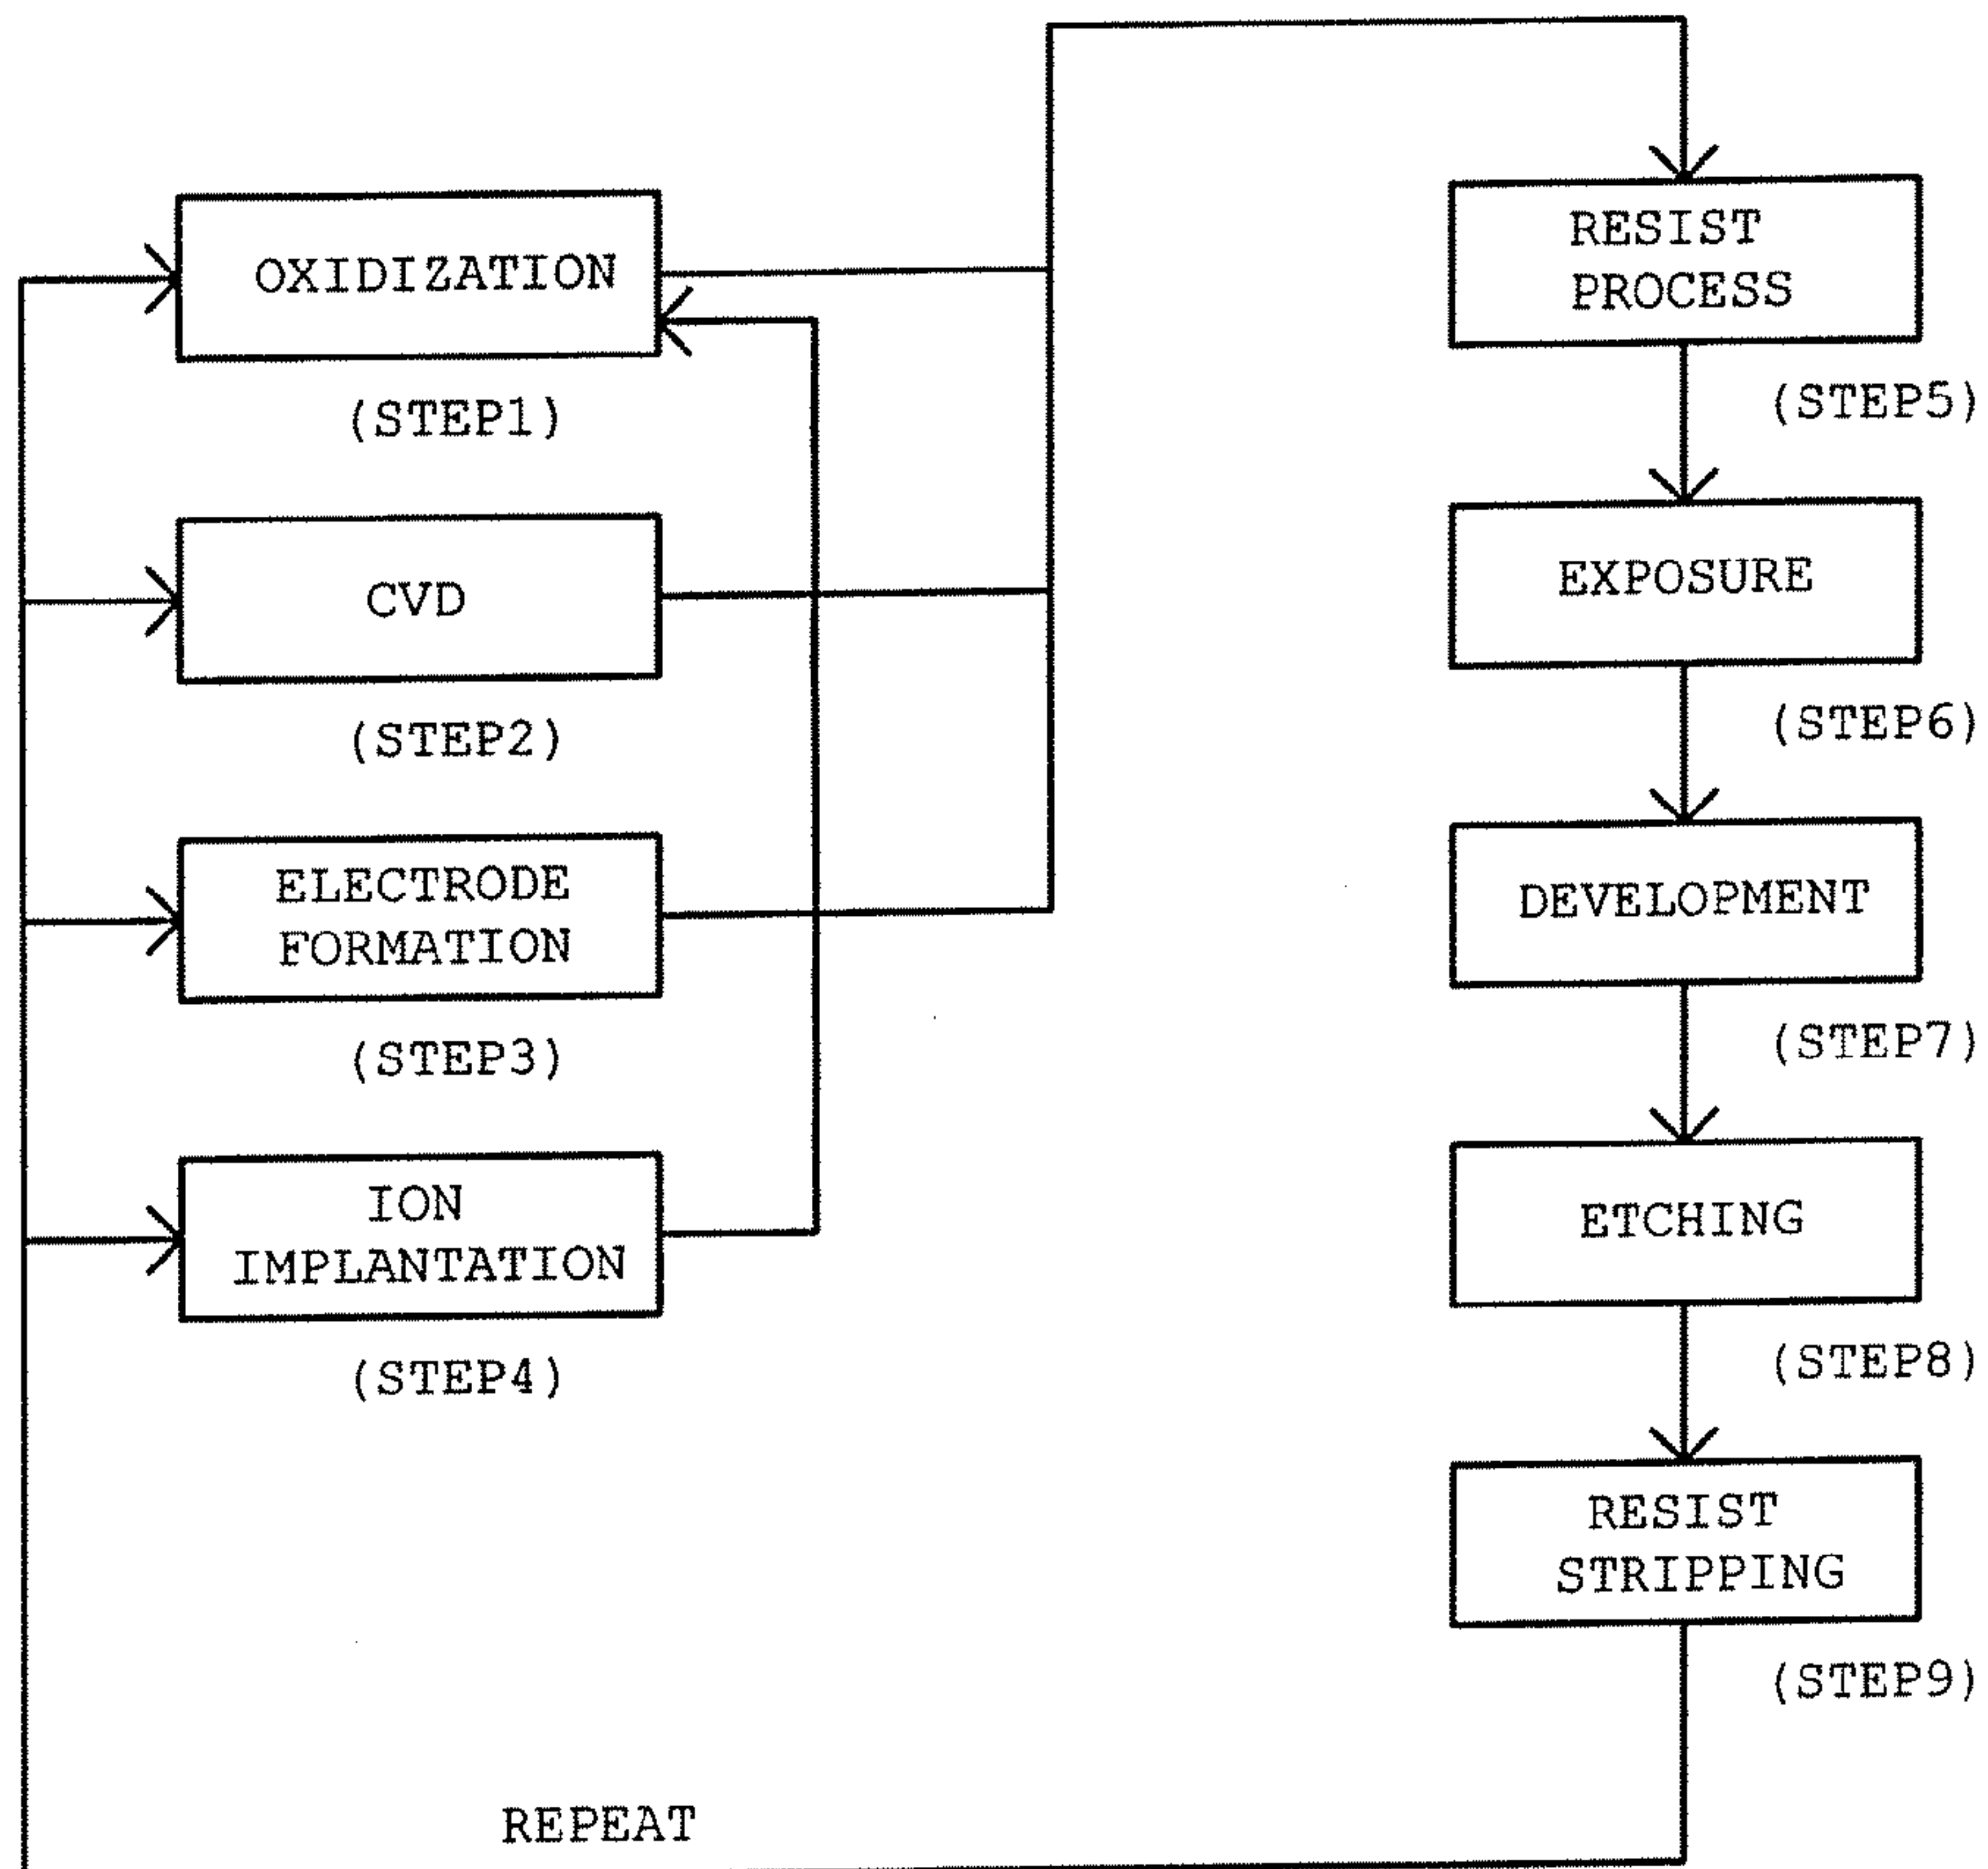 OXIDIZATION
(STEP1)
CVD
(STEP2)
ELECTRODE
FORMATION
(STEP3)
ION
IMPLANTATION
(STEP4)
RESIST
PROCESS
(STEP5)
EXPOSURE
(STEP6)
DEVELOPMENT
(STEP7)
ETCHING
(STEP8)
RESIST
STRIPPING
(STEP9)
REPEAT